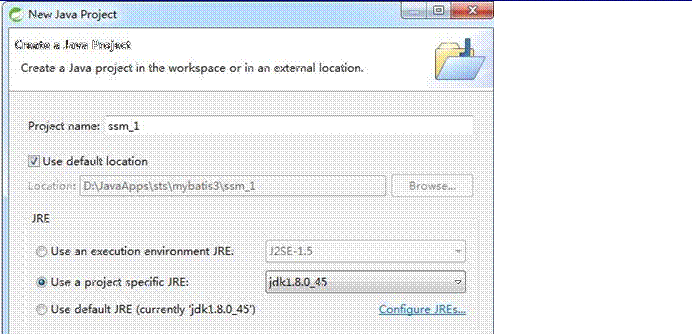 New Java Project
Create a Java Project
Create a Java project in the workspace or in an external location.
Project name: ssm_1
Use default location
Location: D:\JavaApps\sts\mybatis3\ssm_1 Browse...
JRE
Use an execution environment JRE: J2SE-1.5
Use a project specific JRE: jdk1.8.0_45
Use default JRE (currently 'jdk1.8.0_45') Configure JREs...